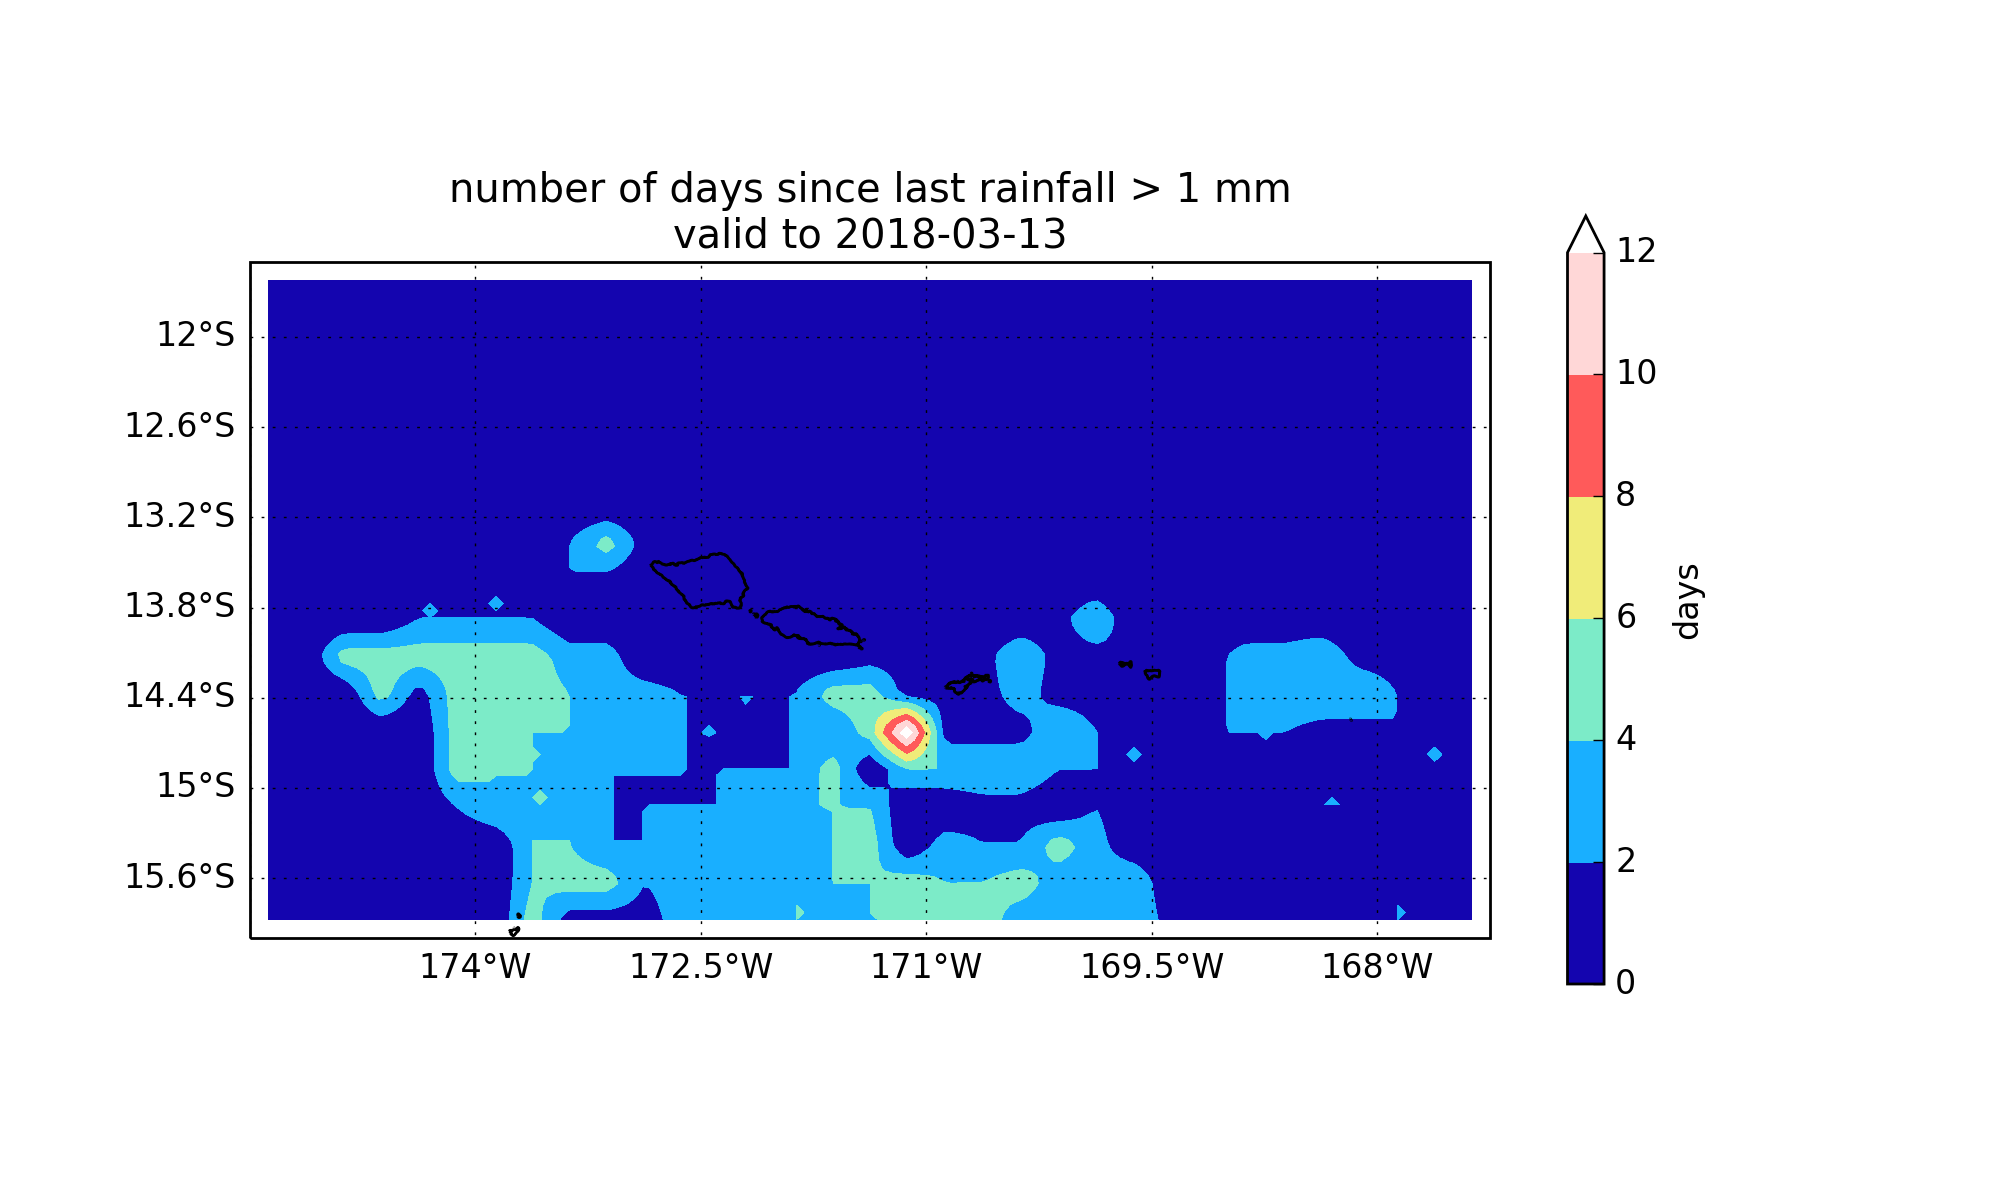 number of days since last rainfall > 1 mm
valid to 2018-03-13
12°S
12.6°S
13.2°S
13.8°S
14.4°S
15°S
15.6°S
174°W
172.5°W
171°W
169.5°W
168°W
12
10
8
6
4
2
0
days